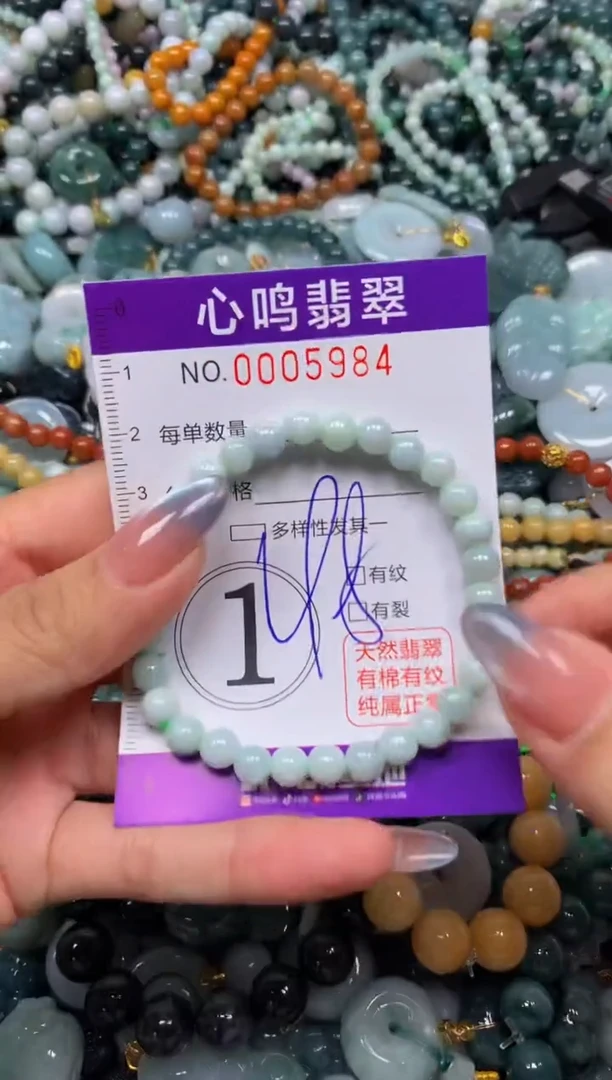 心鸣翡翠
0
1
NO.0005984
2
每单数量
3
格
多样性发其一
1
有纹
有裂
天然翡翠
有棉有纹
纯属正